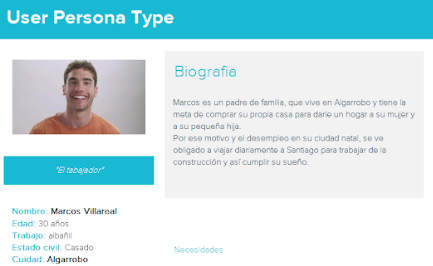 User Persona Type
Biografía
Marcos es un padre de familia, que vive en Algarrobo y tiene la
meta de comprar su propia casa para darle un hogar a su mujer y
a su pequeña hija.
Por ese motivo y el desempleo en su ciudad natal, se ve
obligado a viajar diariamente a Santiago para trabajar de la
construcción y así cumplir su sueño.
"El tabajador"
Nombre: Marcos Villareal
Edad: 30 años
Trabajo: albañil
Estado civil: Casado
Cuidad: Algarrobo
Necesidades